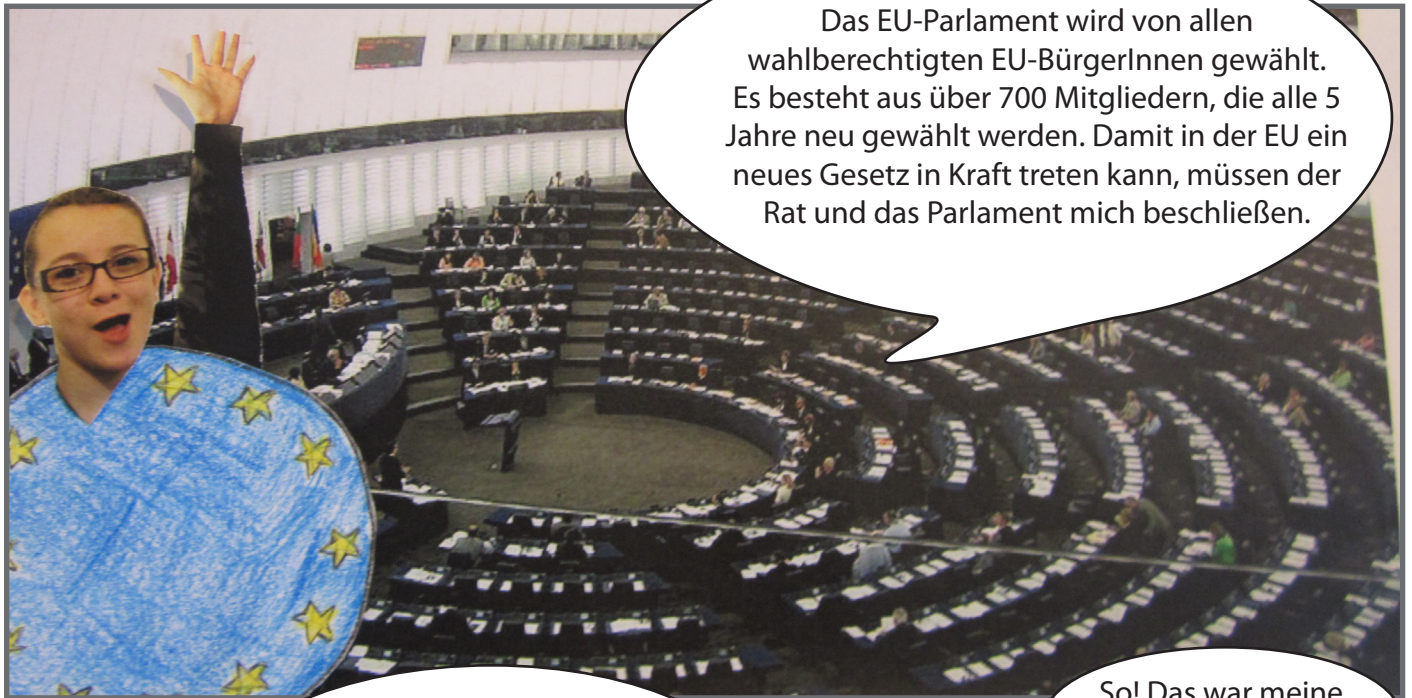 Das EU-Parlament wird von allen
wahlberechtigten EU-BürgerInnen gewählt.
Es besteht aus über 700 Mitgliedern, die alle 5
Jahre neu gewählt werden. Damit in der EU ein
neues Gesetz in Kraft treten kann, müssen der
Rat und das Parlament mich beschließen.
So! Das war meine